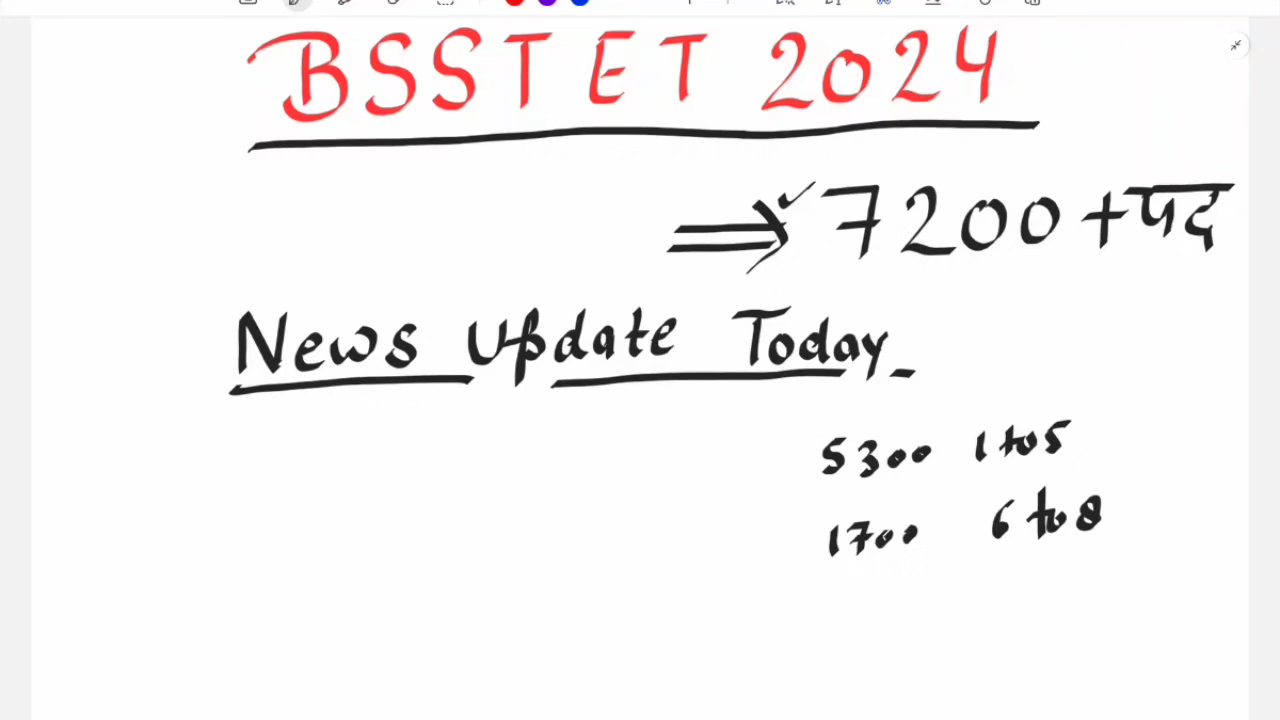 BSSTET 2024
⇒ 7200 + पद
News Update Today
5300 1 to 5
1700 6 to 8